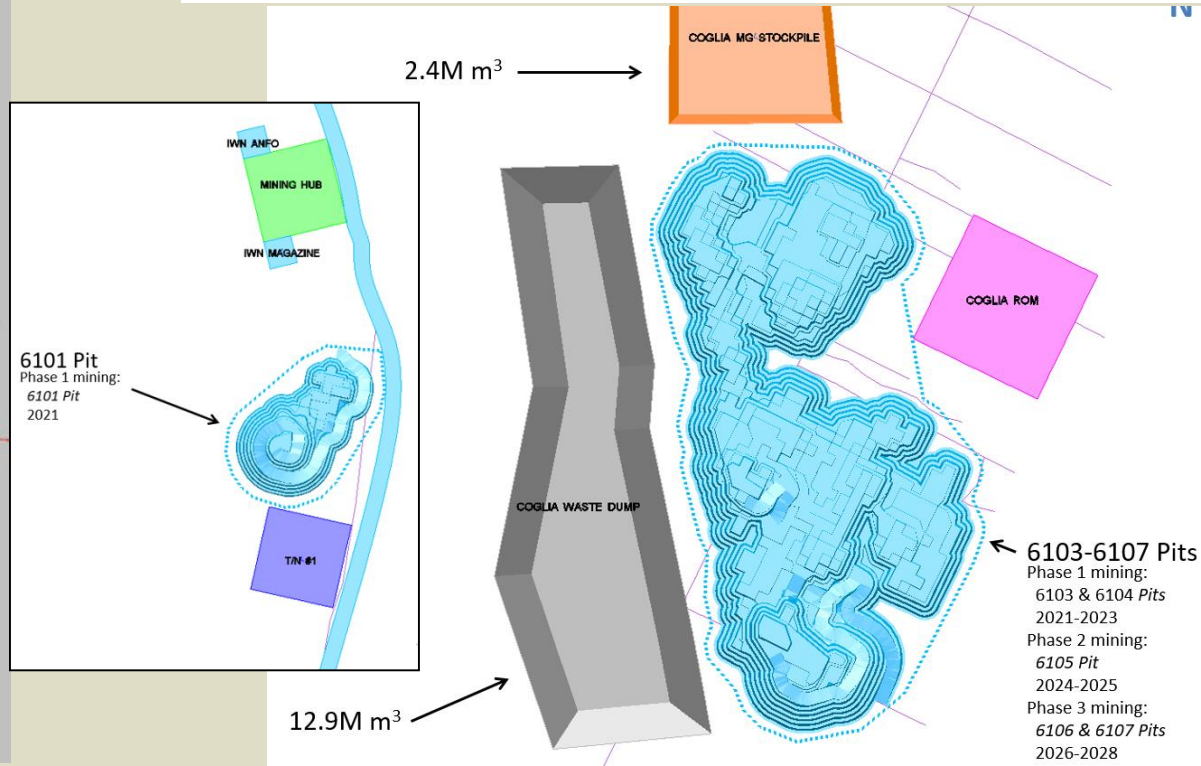 N
COGLIA MG STOCKPILE
2.4M m³
IWN ANFO
MINING HUB
IWN MAGAZINE
COGLIA ROM
6101 Pit
Phase 1 mining:
6101 Pit
2021
COGLIA WASTE DUMP
T/N #1
6103-6107 Pits
Phase 1 mining:
6103 & 6104 Pits
2021-2023
Phase 2 mining:
6105 Pit
2024-2025
Phase 3 mining:
6106 & 6107 Pits
2026-2028
12.9M m³